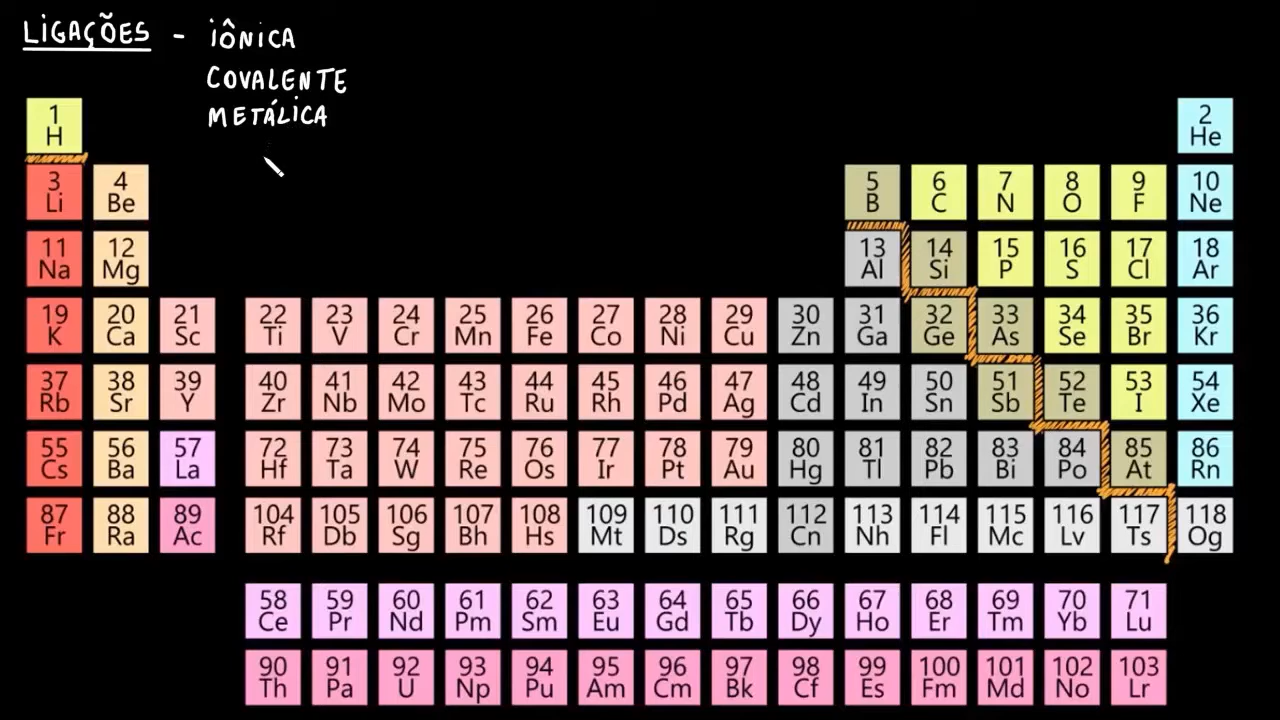 LIGAÇÕES - IÔNICA
COVALENTE
METÁLICA
1 2
H He
3 4 5 6 7 8 9 10
Li Be B C N O F Ne
11 12 13 14 15 16 17 18
Na Mg Al Si P S Cl Ar
19 20 21 22 23 24 25 26 27 28 29 30 31 32 33 34 35 36
K Ca Sc Ti V Cr Mn Fe Co Ni Cu Zn Ga Ge As Se Br Kr
37 38 39 40 41 42 43 44 45 46 47 48 49 50 51 52 53 54
Rb Sr Y Zr Nb Mo Tc Ru Rh Pd Ag Cd In Sn Sb Te I Xe
55 56 57 72 73 74 75 76 77 78 79 80 81 82 83 84 85 86
Cs Ba La Hf Ta W Re Os Ir Pt Au Hg Tl Pb Bi Po At Rn
87 88 89 104 105 106 107 108 109 110 111 112 113 114 115 116 117 118
Fr Ra Ac Rf Db Sg Bh Hs Mt Ds Rg Cn Nh Fl Mc Lv Ts Og
58 59 60 61 62 63 64 65 66 67 68 69 70 71
Ce Pr Nd Pm Sm Eu Gd Tb Dy Ho Er Tm Yb Lu
90 91 92 93 94 95 96 97 98 99 100 101 102 103
Th Pa U Np Pu Am Cm Bk Cf Es Fm Md No Lr